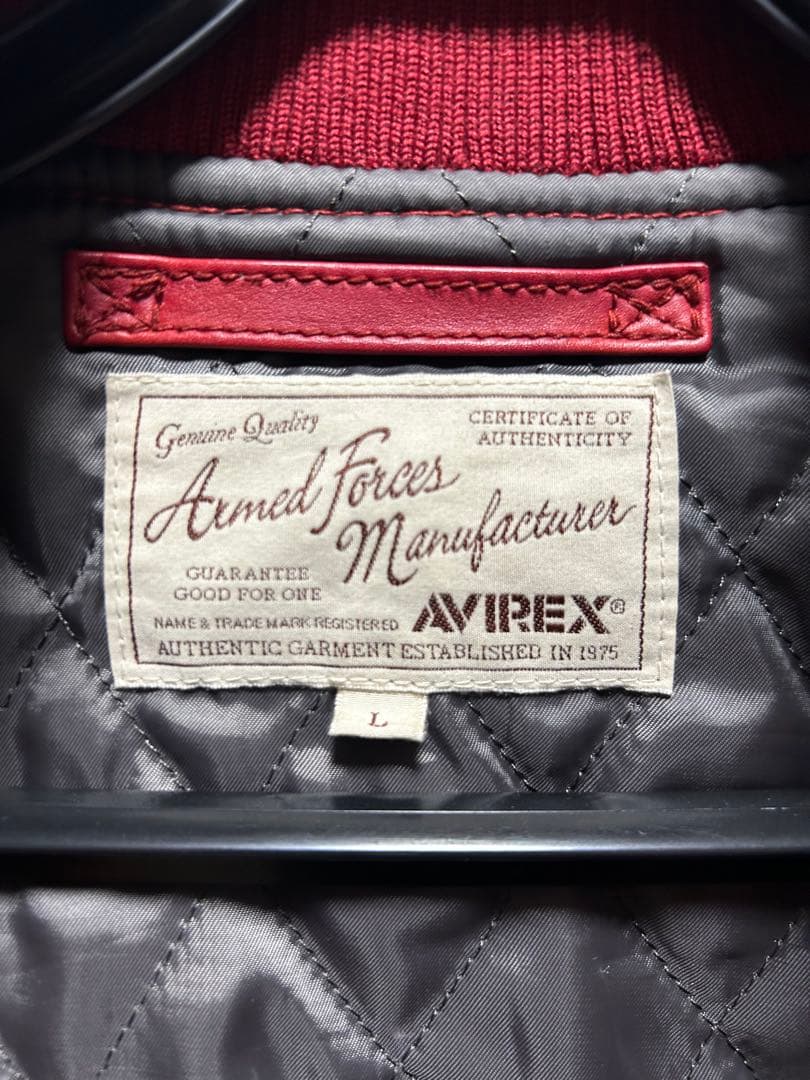 Genuine Quality
CERTIFICATE OF
AUTHENTICITY
Armed Forces
Manufacturer
GUARANTEE
GOOD FOR ONE
NAME & TRADE MARK REGISTERED
AVIREX®
AUTHENTIC GARMENT ESTABLISHED IN 1975
L